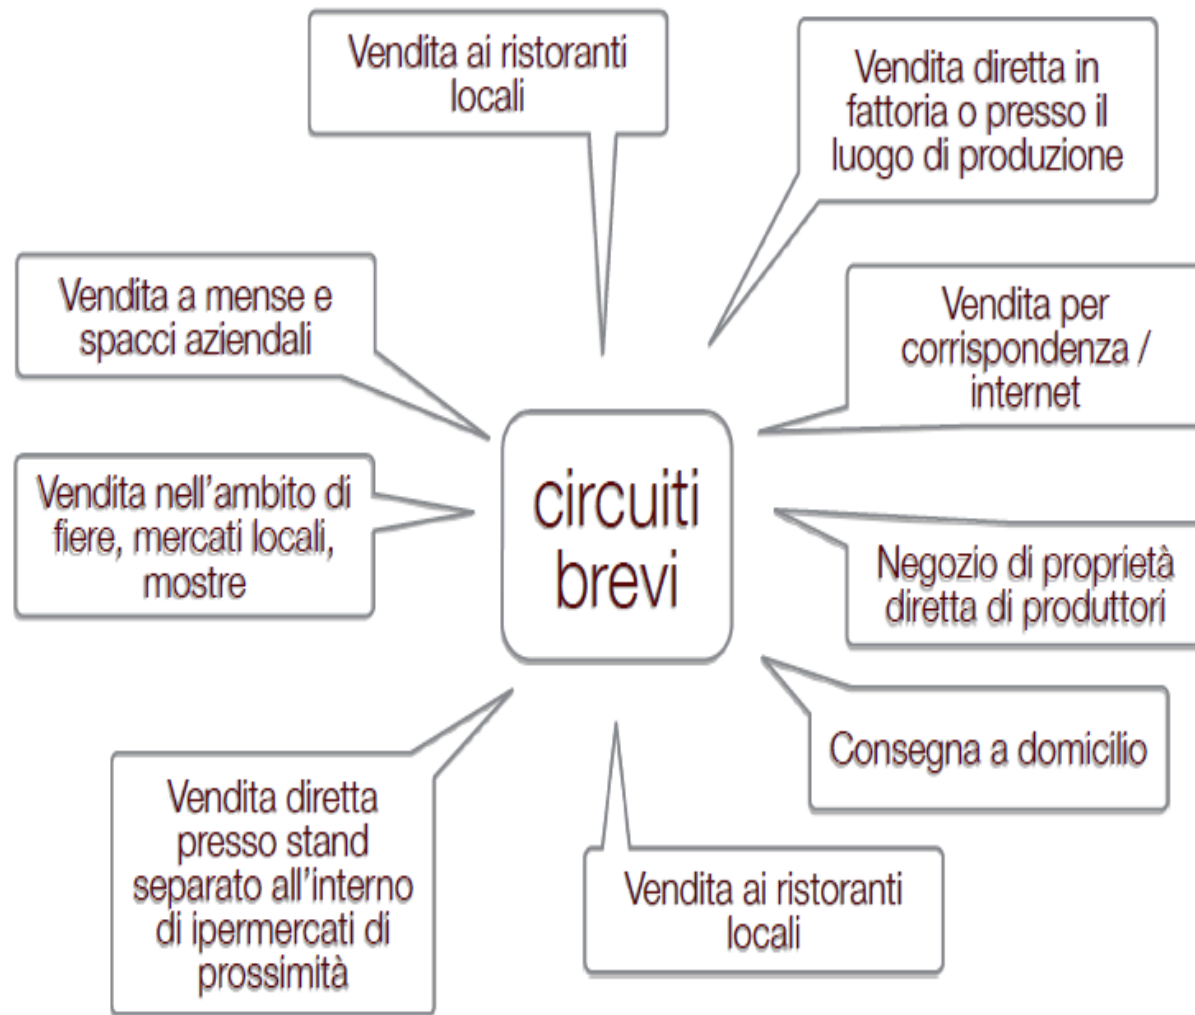 Vendita ai ristoranti
locali
Vendita diretta in
fattoria o presso il
luogo di produzione
Vendita a mense e
spacci aziendali
Vendita per
corrispondenza /
internet
Vendita nell'ambito di
fiere, mercati locali,
mostre
circuiti
brevi
Negozio di proprietà
diretta di produttori
Consegna a domicilio
Vendita diretta
presso stand
separato all'interno
di ipermercati di
prossimità
Vendita ai ristoranti
locali